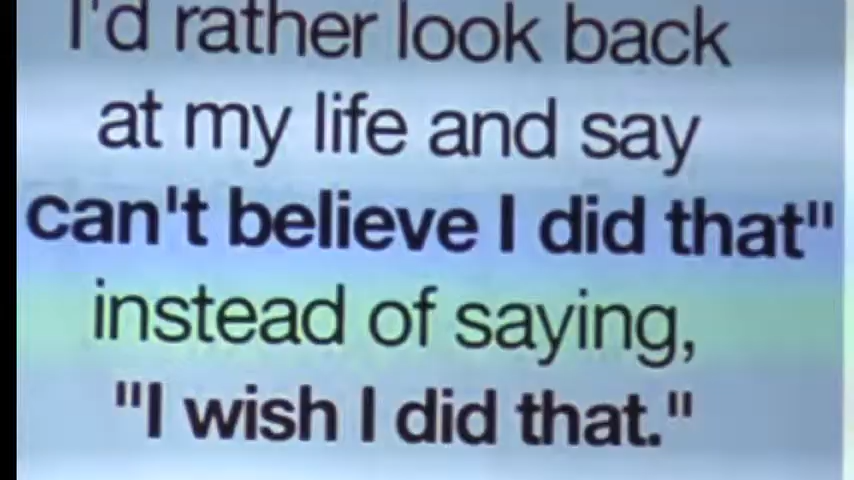 I'd rather look back
at my life and say
can't believe I did that"
instead of saying,
"I wish I did that."